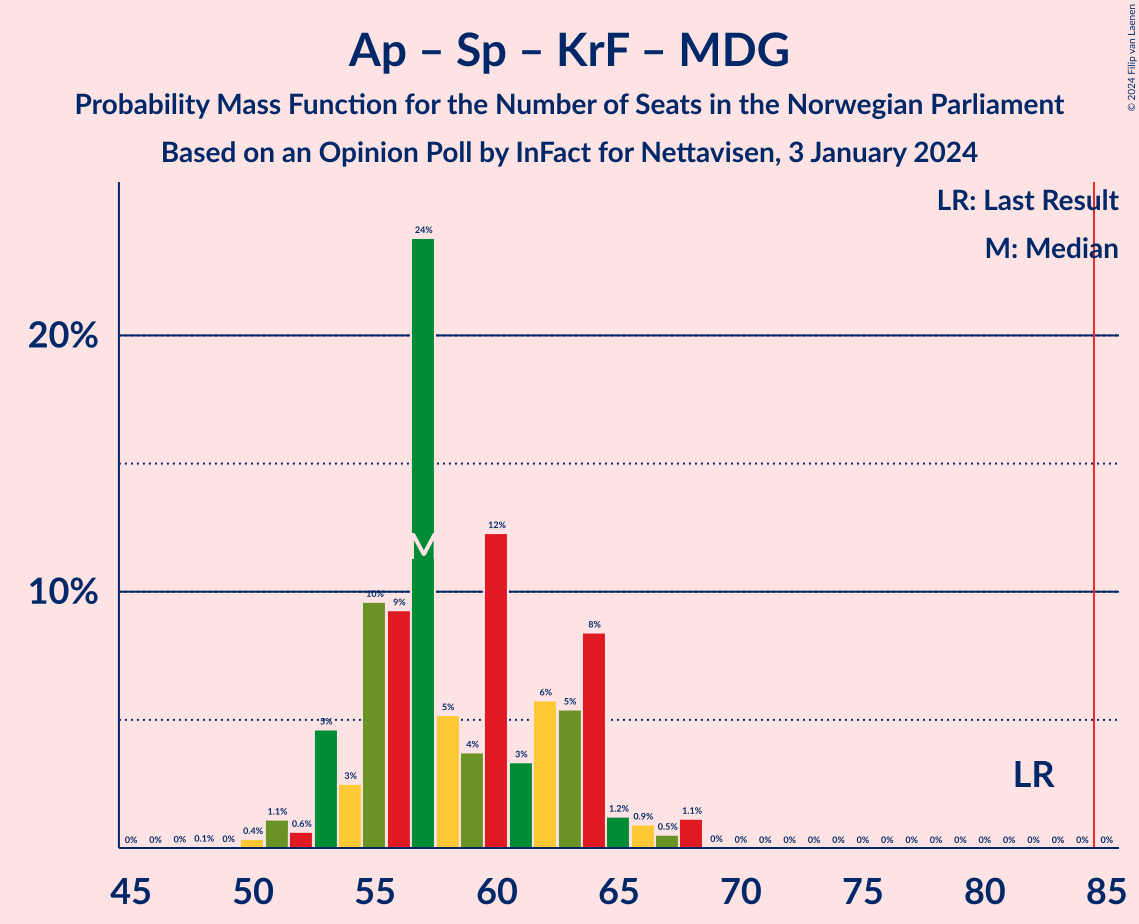 Ap – Sp – KrF – MDG
Probability Mass Function for the Number of Seats in the Norwegian Parliament
Based on an Opinion Poll by InFact for Nettavisen, 3 January 2024
© 2024 Filip van Laenen
LR: Last Result
M: Median
20%
10%
0% 0% 0% 0.1% 0% 0.4% 1.1% 0.6% 5% 3% 10% 9% 24% 5% 4% 12% 3% 6% 5% 8% 1.2% 0.9% 0.5% 1.1% 0% 0% 0% 0% 0% 0% 0% 0% 0% 0% 0% 0% 0% 0% 0% 0% 0%
M
LR
45 50 55 60 65 70 75 80 85